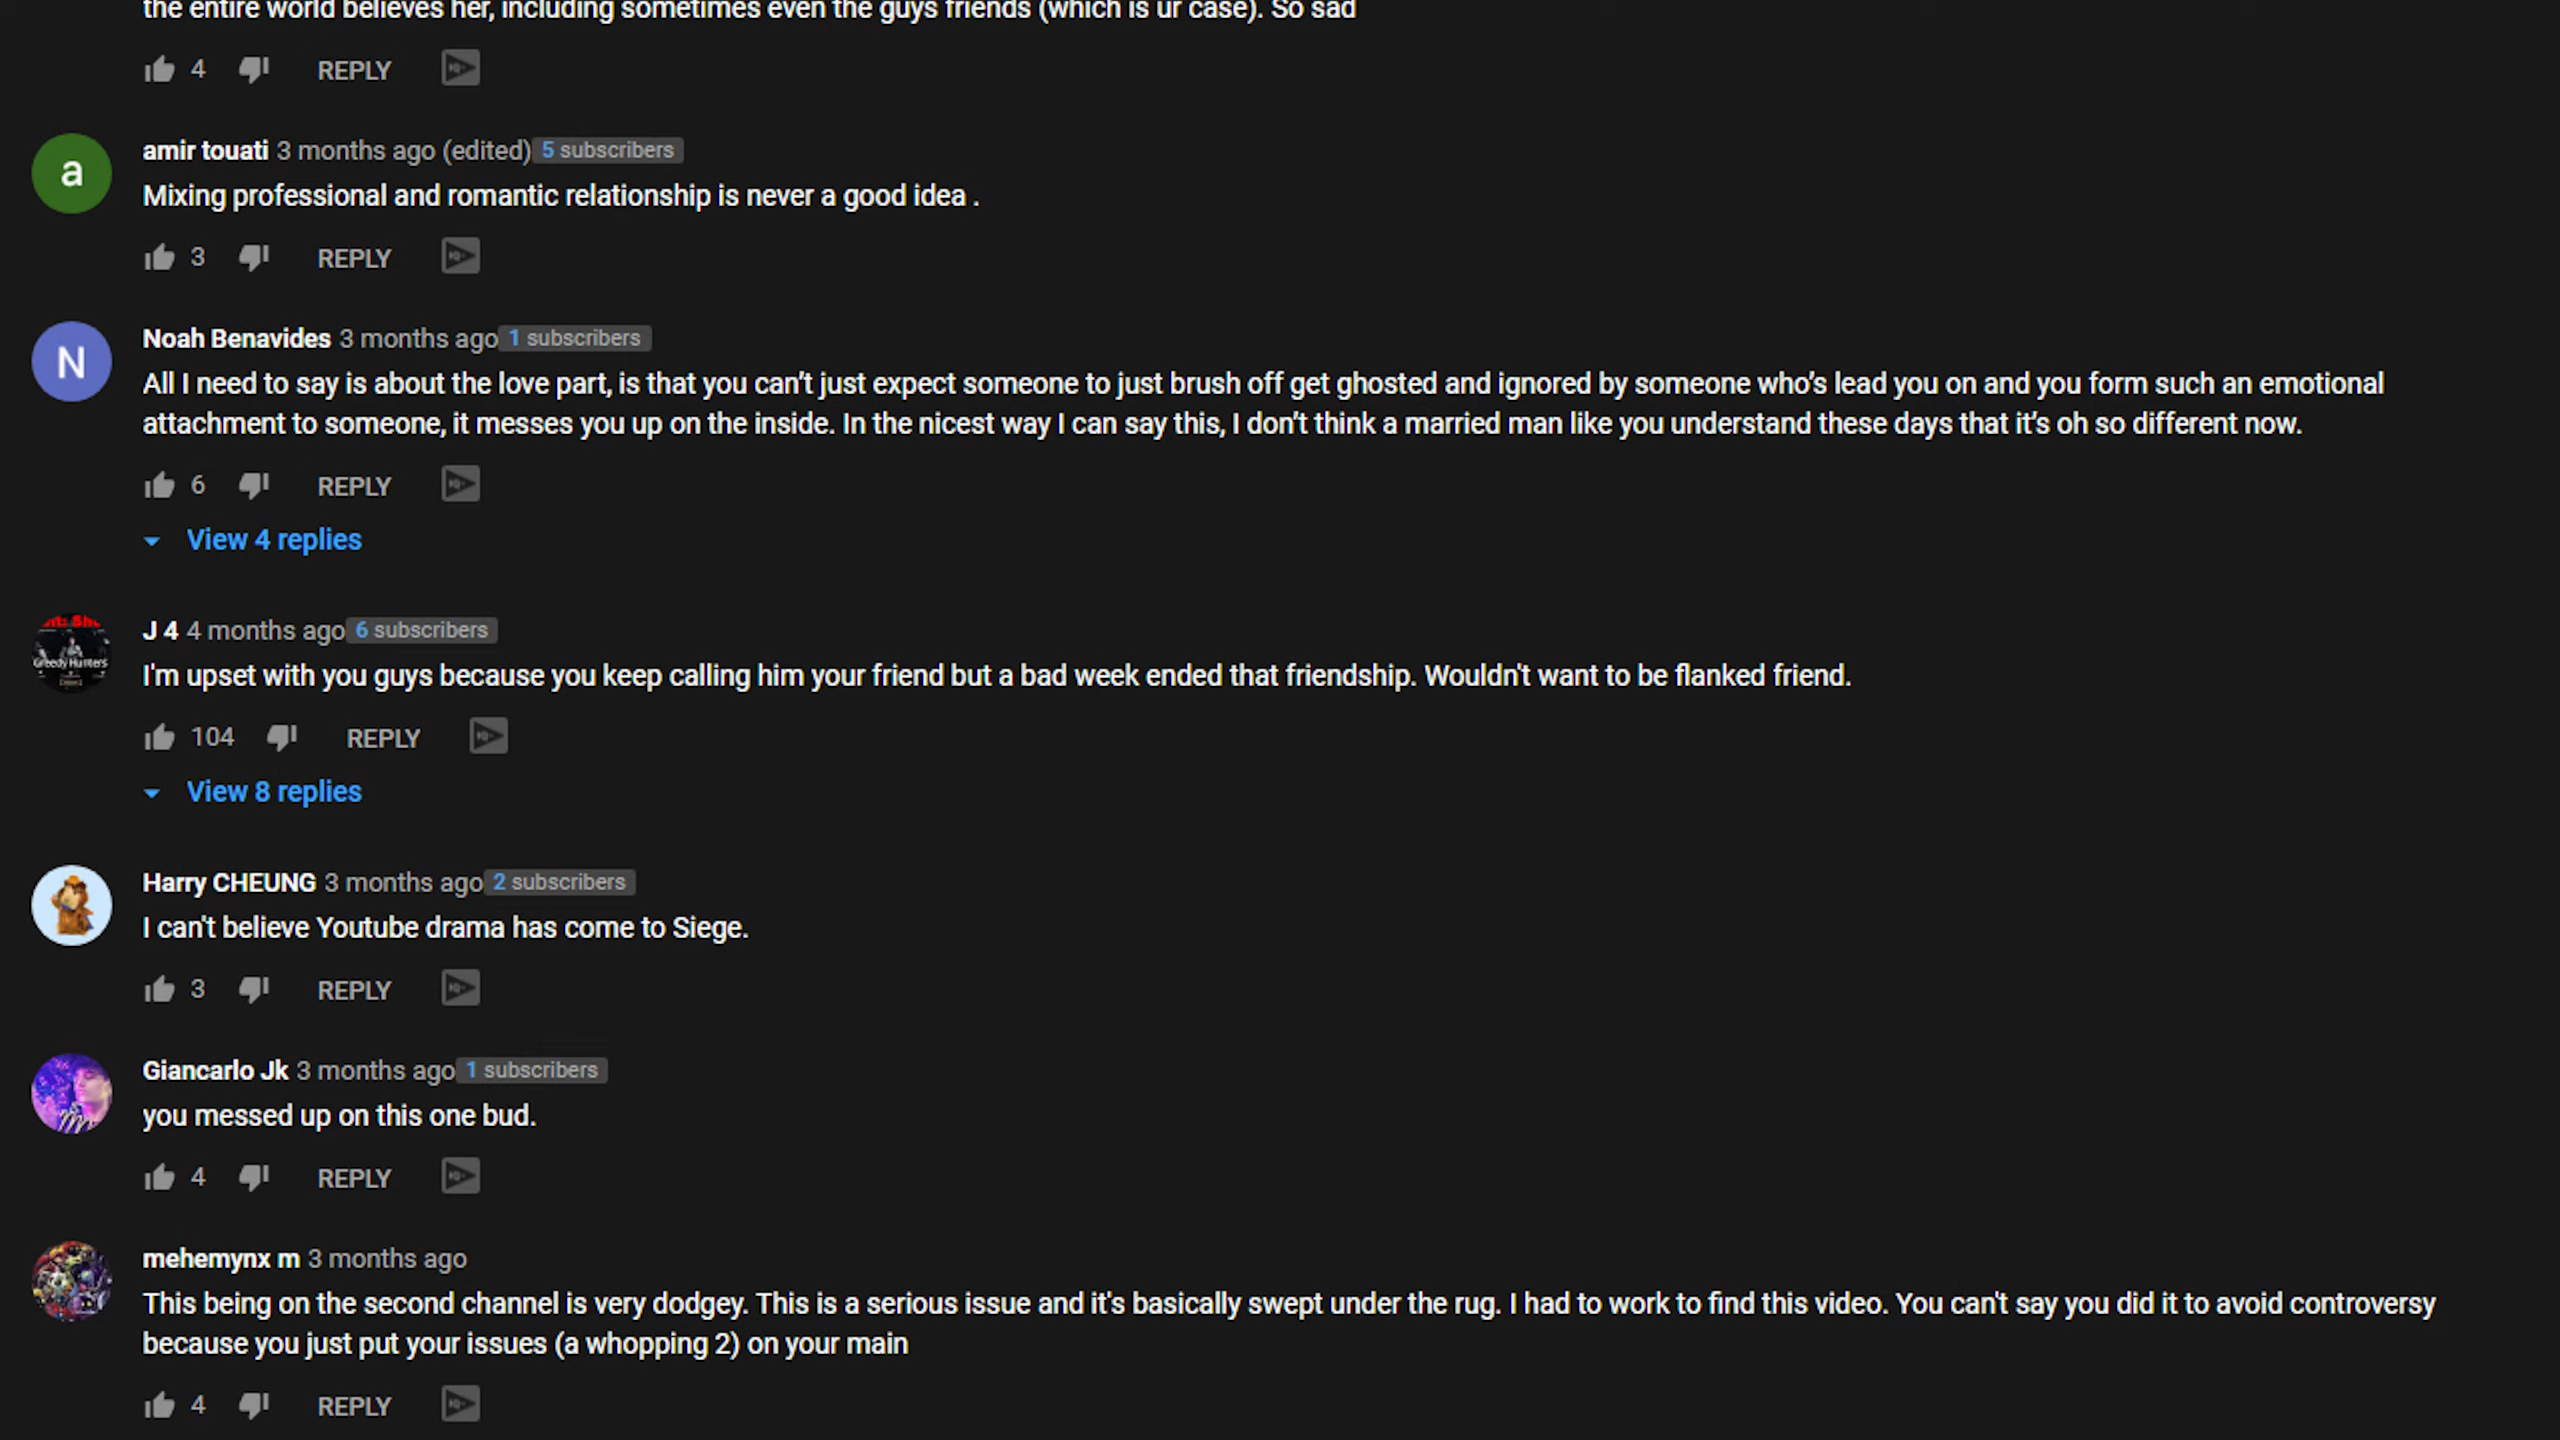 the entire world believes her, including sometimes even the guys friends (which is ur case). So sad
4 REPLY
a
amir touati 3 months ago (edited) 5 subscribers
Mixing professional and romantic relationship is never a good idea .
3 REPLY
N
Noah Benavides 3 months ago 1 subscribers
All I need to say is about the love part, is that you can’t just expect someone to just brush off get ghosted and ignored by someone who’s lead you on and you form such an emotional
attachment to someone, it messes you up on the inside. In the nicest way I can say this, I don’t think a married man like you understand these days that it’s oh so different now.
6 REPLY
View 4 replies
Greedy Hunters
J 4 4 months ago 6 subscribers
I'm upset with you guys because you keep calling him your friend but a bad week ended that friendship. Wouldn't want to be flanked friend.
104 REPLY
View 8 replies
Harry CHEUNG 3 months ago 2 subscribers
I can't believe Youtube drama has come to Siege.
3 REPLY
Giancarlo Jk 3 months ago 1 subscribers
you messed up on this one bud.
4 REPLY
mehemynx m 3 months ago
This being on the second channel is very dodgey. This is a serious issue and it's basically swept under the rug. I had to work to find this video. You can't say you did it to avoid controversy
because you just put your issues (a whopping 2) on your main
4 REPLY